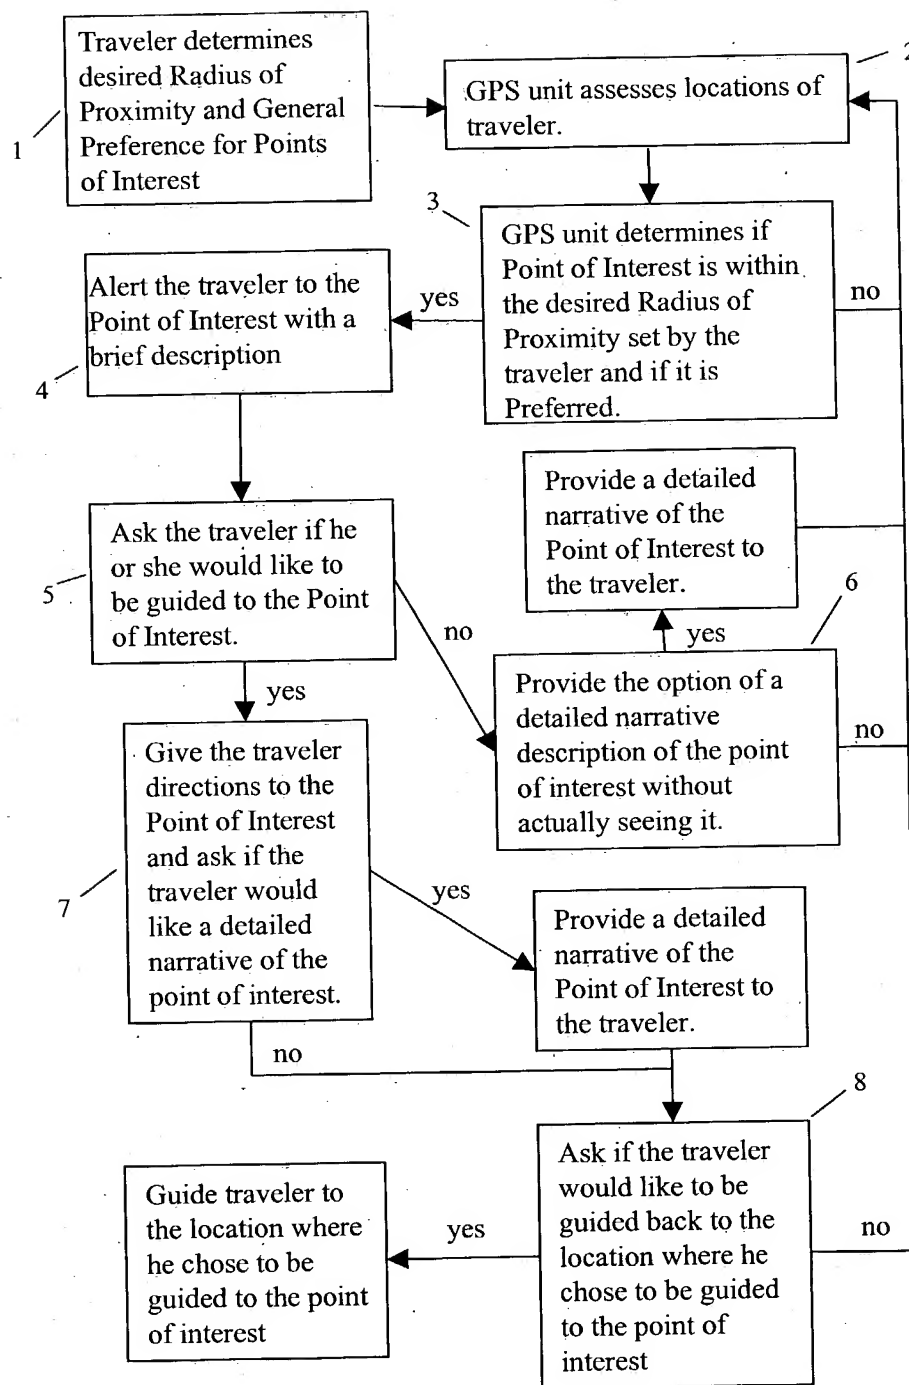 Traveler determines
desired Radius of
Proximity and General
Preference for Points
of Interest
1
GPS unit assesses locations of
traveler.
2
3
GPS unit determines if
Point of Interest is within
the desired Radius of
Proximity set by the
traveler and if it is
Preferred.
no
yes
Alert the traveler to the
Point of Interest with a
brief description
4
Ask the traveler if he
or she would like to
be guided to the Point
of Interest.
5
no
yes
Provide a detailed
narrative of the
Point of Interest to
the traveler.
6
yes
Provide the option of a
detailed narrative
description of the point
of interest without
actually seeing it.
no
Give the traveler
directions to the
Point of Interest
and ask if the
traveler would
like a detailed
narrative of the
point of interest.
7
yes
no
Provide a detailed
narrative of the
Point of Interest to
the traveler.
8
Ask if the traveler
would like to be
guided back to the
location where he
chose to be guided
to the point of
interest
no
yes
Guide traveler to
the location where
he chose to be
guided to the point
of interest